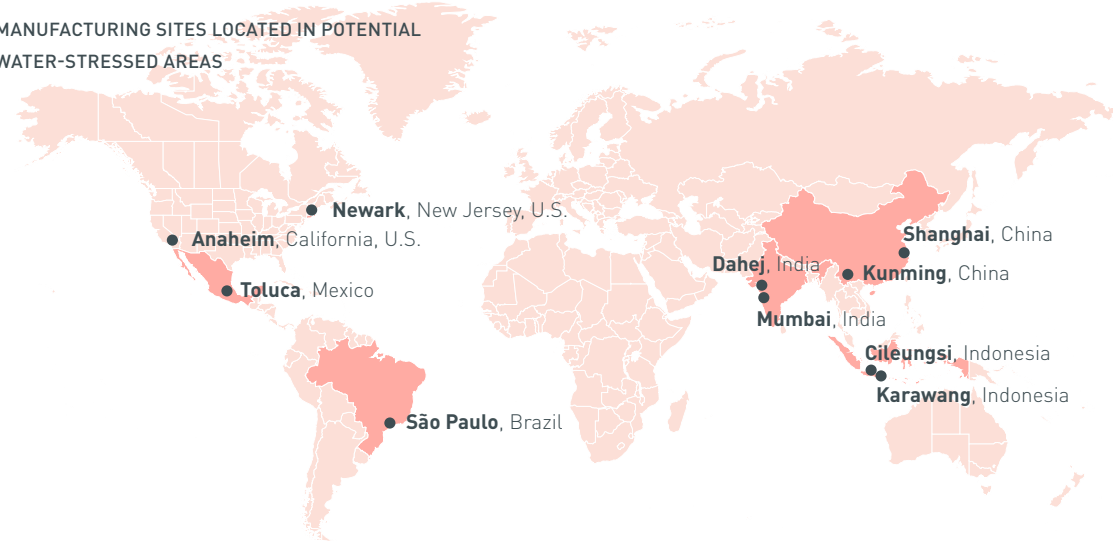 MANUFACTURING SITES LOCATED IN POTENTIAL
WATER-STRESSED AREAS
Newark, New Jersey, U.S.
Anaheim, California, U.S.
Toluca, Mexico
São Paulo, Brazil
Shanghai, China
Dahej, India
Kunming, China
Mumbai, India
Cileungsi, Indonesia
Karawang, Indonesia